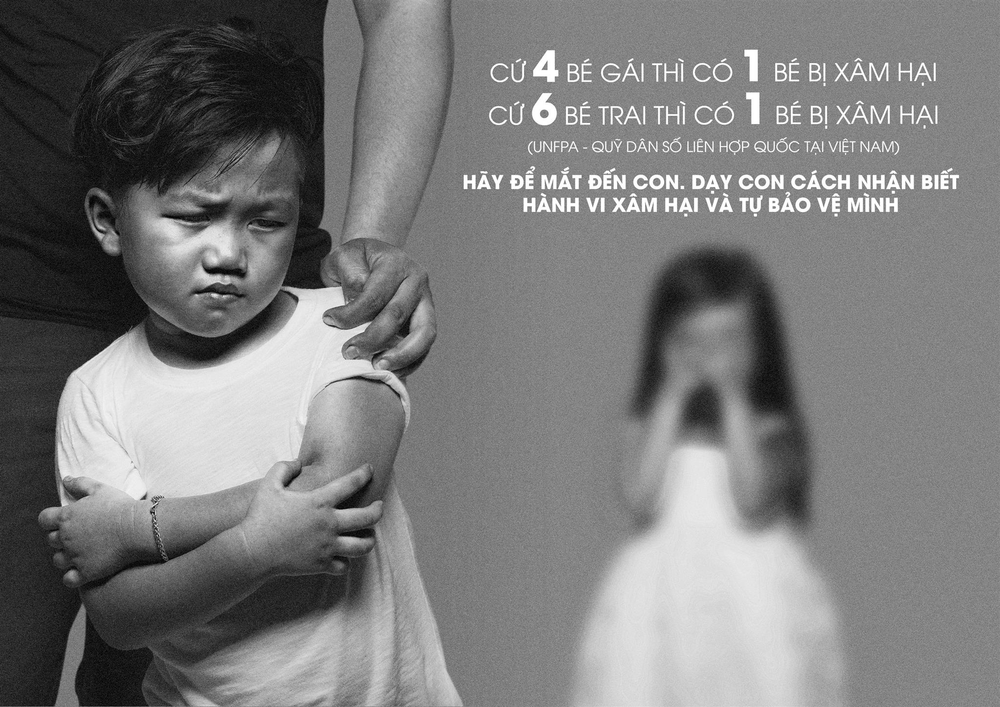 CỨ 4 BÉ GÁI THÌ CÓ 1 BÉ BỊ XÂM HẠI
CỨ 6 BÉ TRAI THÌ CÓ 1 BÉ BỊ XÂM HẠI
(UNFPA - QUỸ DÂN SỐ LIÊN HỢP QUỐC TẠI VIỆT NAM)
HÃY ĐỂ MẮT ĐẾN CON. DẠY CON CÁCH NHẬN BIẾT
HÀNH VI XÂM HẠI VÀ TỰ BẢO VỆ MÌNH